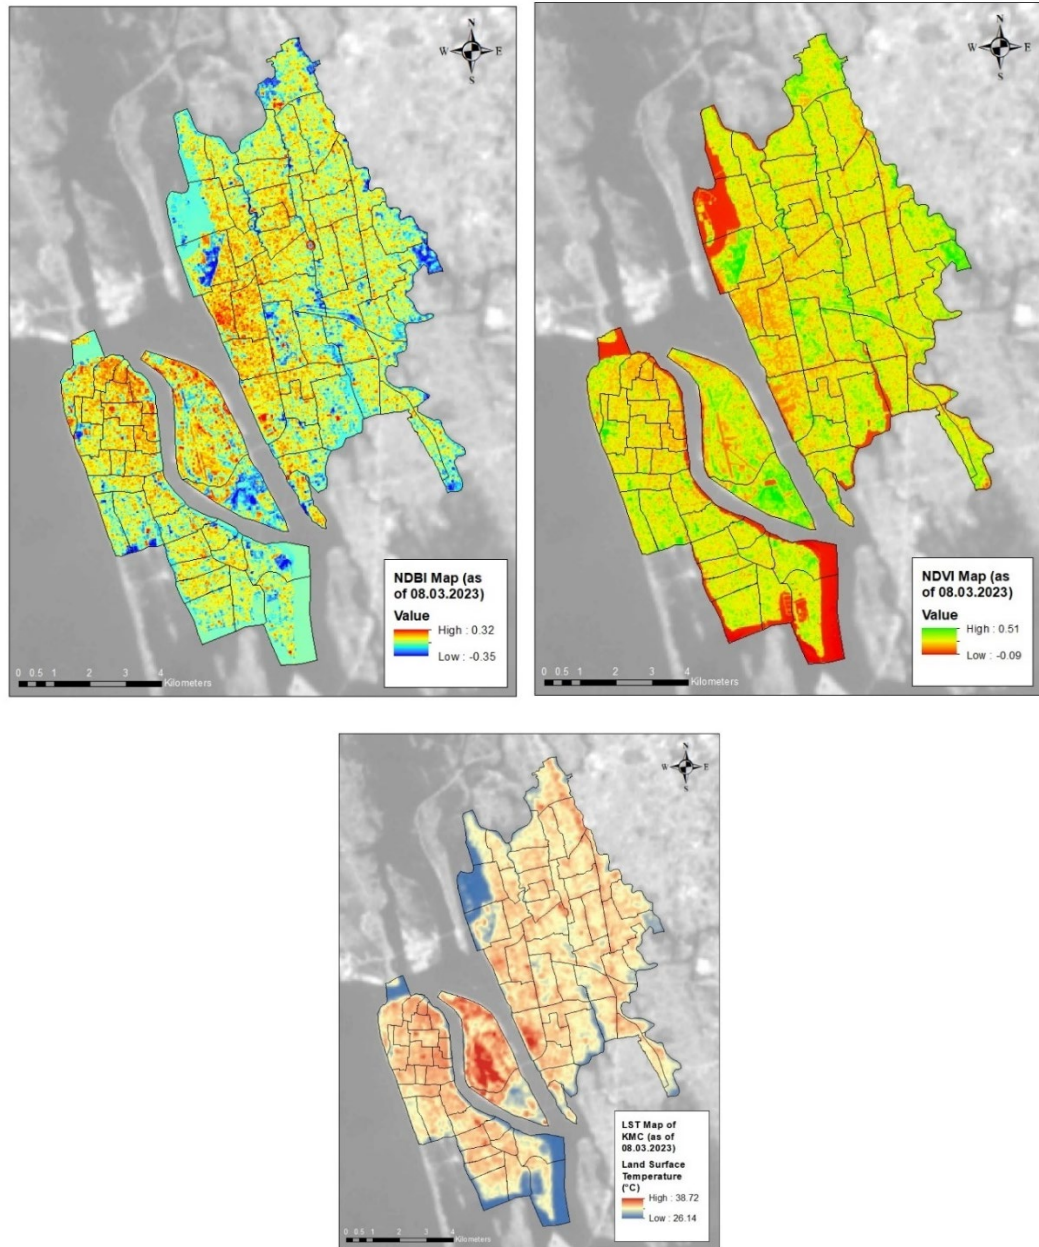 N
W E
S
NDBI Map (as
of 08.03.2023)
Value
High : 0.32
Low : -0.35
0 0.5 1 2 3 4
Kilometers
N
W E
S
NDVI Map (as
of 08.03.2023)
Value
High : 0.51
Low : -0.09
0 0.5 1 2 3 4
Kilometers
N
W E
S
LST Map of
KMC (as of
08.03.2023)
Land Surface
Temperature
(°C)
High : 38.72
Low : 26.14
0 0.5 1 2 3 4
Kilometers